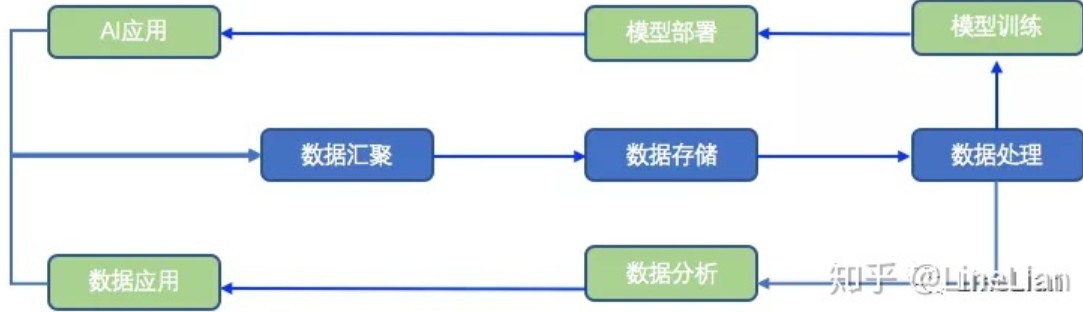 AI应用
模型部署
模型训练
数据汇聚
数据存储
数据处理
数据应用
数据分析
知乎 @LineLian